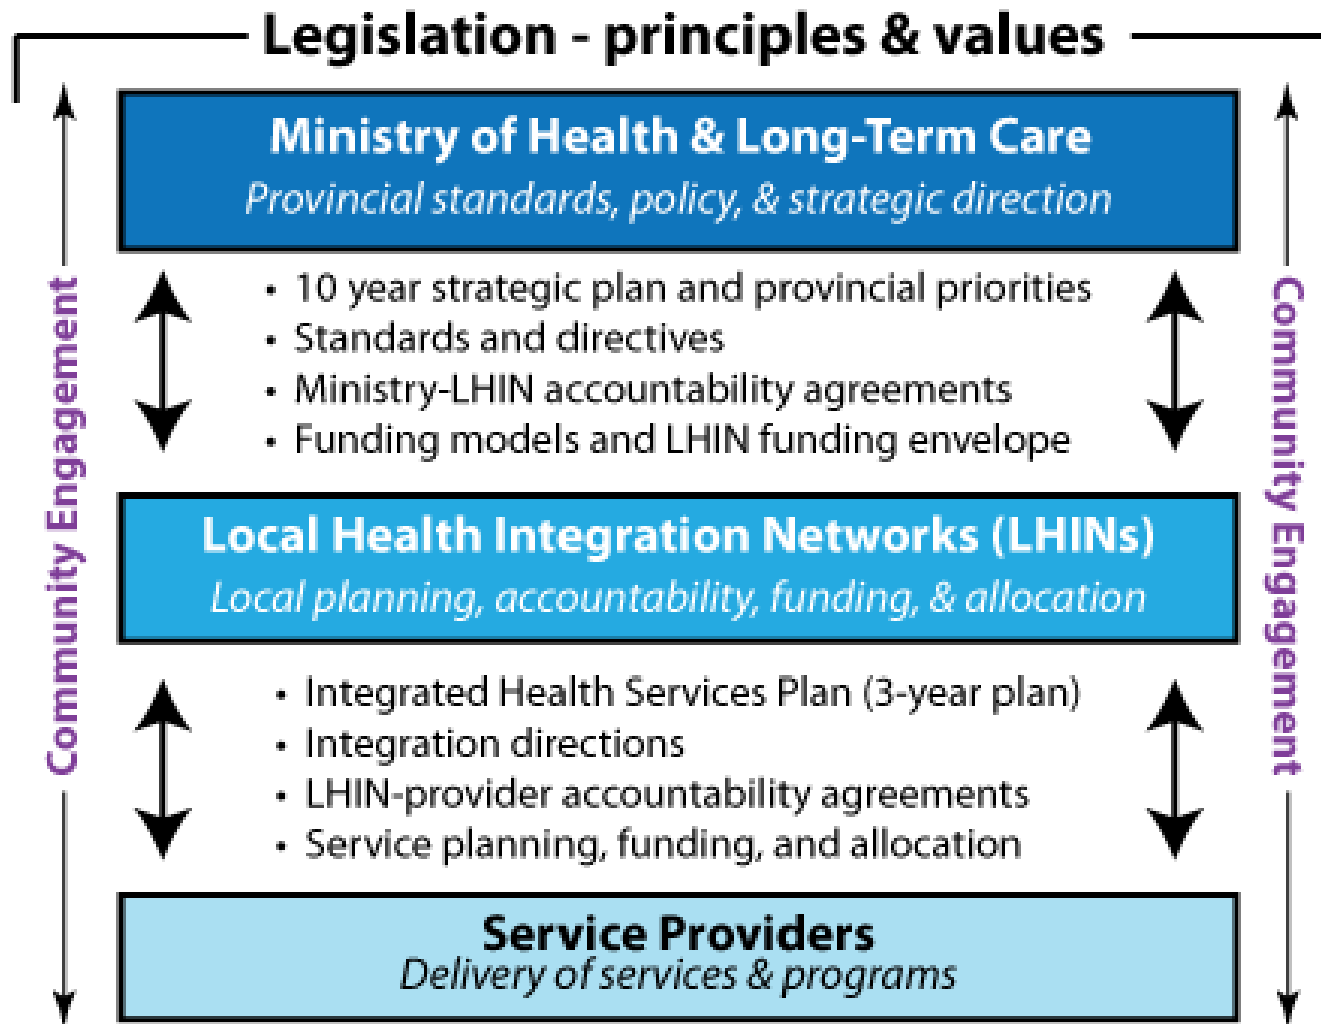 Legislation - principles & values
Ministry of Health & Long-Term Care
Provincial standards, policy, & strategic direction
• 10 year strategic plan and provincial priorities
• Standards and directives
• Ministry-LHIN accountability agreements
• Funding models and LHIN funding envelope
Local Health Integration Networks (LHINs)
Local planning, accountability, funding, & allocation
• Integrated Health Services Plan (3-year plan)
• Integration directions
• LHIN-provider accountability agreements
• Service planning, funding, and allocation
Service Providers
Delivery of services & programs
Community Engagement
Community Engagement